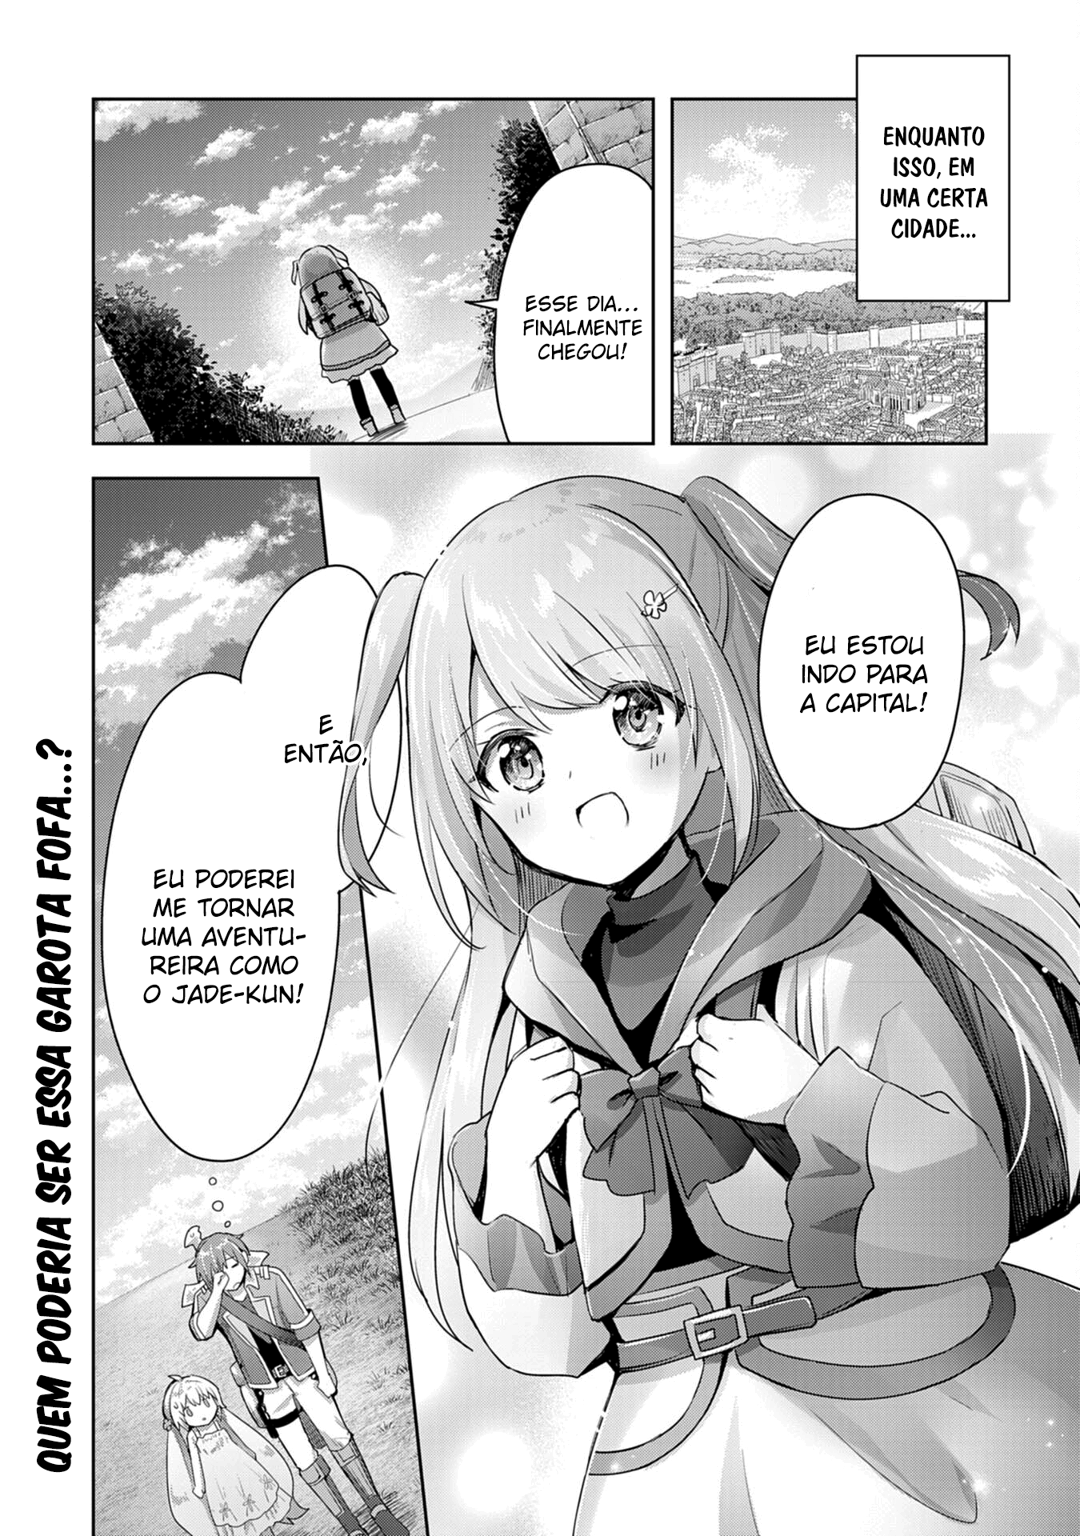 ENQUANTO
ISSO, EM
UMA CERTA
CIDADE...
ESSE DIA...
FINALMENTE
CHEGOU!
EU ESTOU
INDO PARA
A CAPITAL!
E
ENTÃO,
EU PODEREI
ME TORNAR
UMA AVENTU-
REIRA COMO
O JADE-KUN!
QUEM PODERIA SER ESSA GAROTA FOFA...?